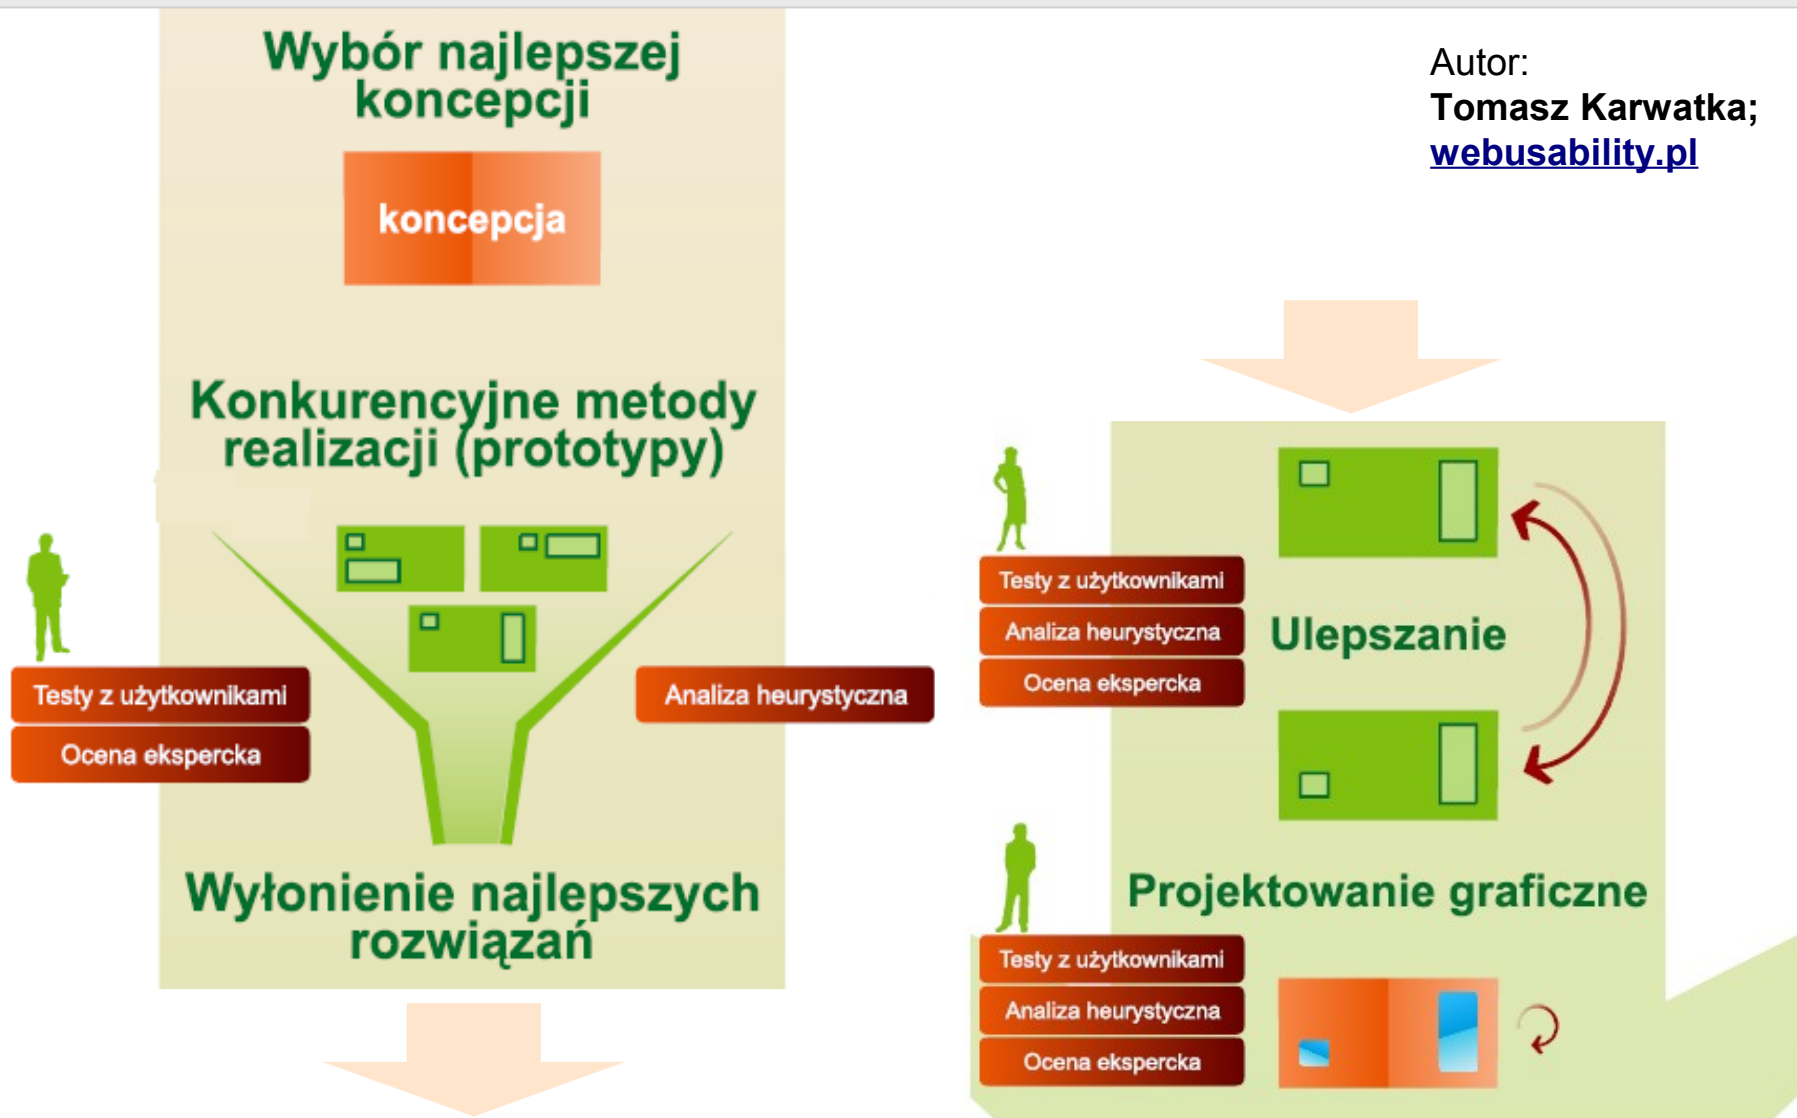 Wybór najlepszej
koncepcji
koncepcja
Konkurencyjne metody
realizacji (prototypy)
Testy z użytkownikami
Ocena ekspercka
Analiza heurystyczna
Wyłonienie najlepszych
rozwiązań
Autor:
Tomasz Karwatka;
webusability.pl
Testy z użytkownikami
Analiza heurystyczna
Ocena ekspercka
Ulepszanie
Projektowanie graficzne
Testy z użytkownikami
Analiza heurystyczna
Ocena ekspercka